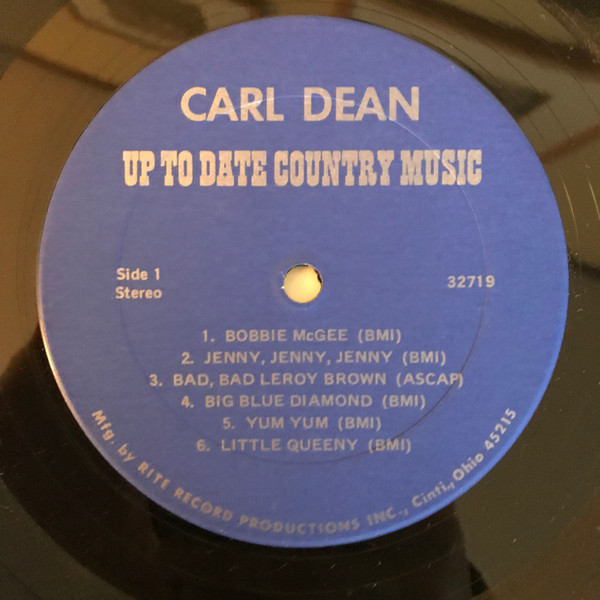 CARL DEAN
UP TO DATE COUNTRY MUSIC
Side 1
Stereo
32719
1. BOBBIE McGEE (BMI)
2. JENNY, JENNY, JENNY (BMI)
3. BAD, BAD LEROY BROWN (ASCAP)
4. BIG BLUE DIAMOND (BMI)
5. YUM YUM (BMI)
6. LITTLE QUEENY (BMI)
Mfg. by RITE RECORD PRODUCTIONS INC., Cinti., Ohio 45215